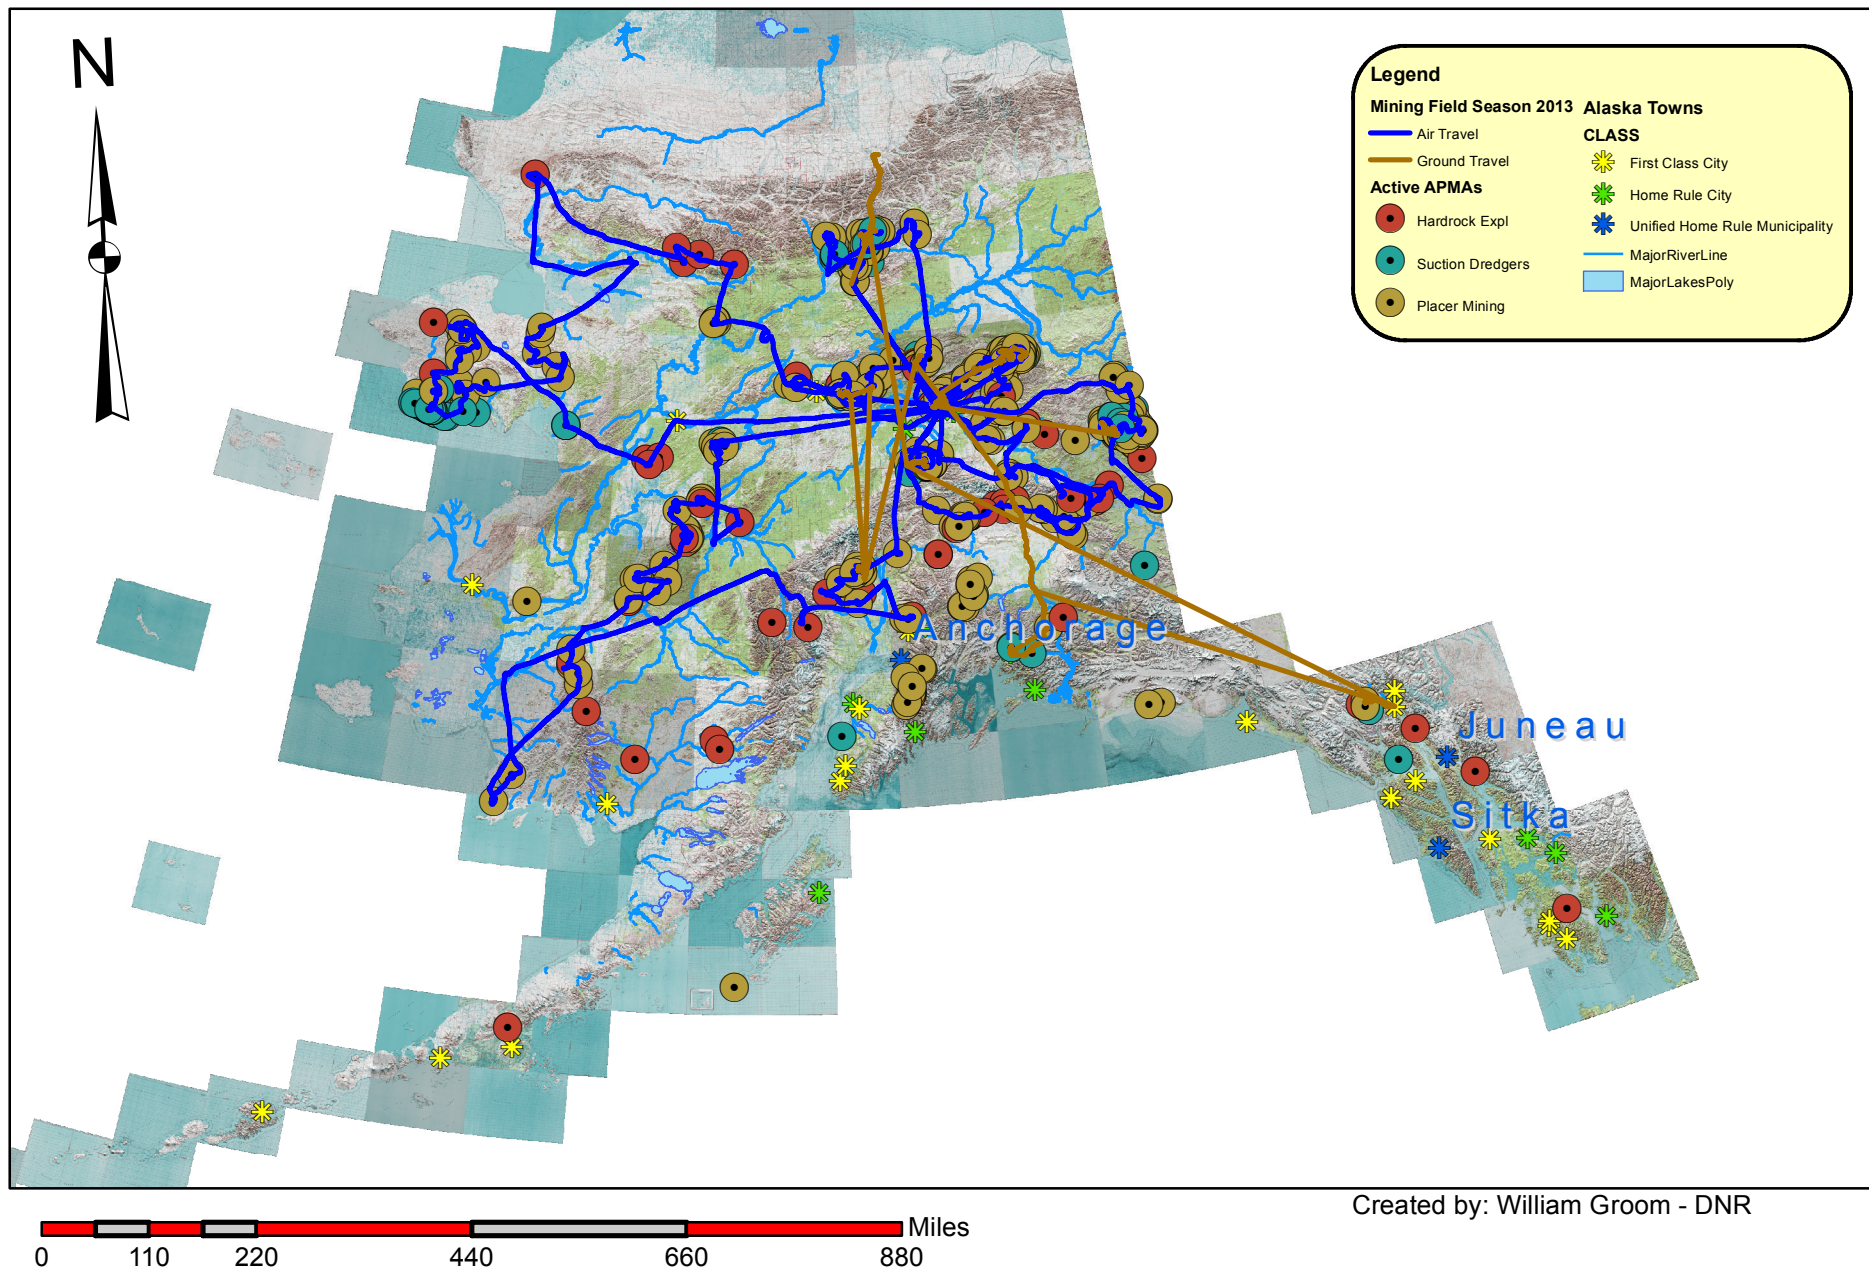 N
Legend
Mining Field Season 2013
Air Travel
Ground Travel
Active APMAs
Hardrock Expl
Suction Dredgers
Placer Mining
Alaska Towns
CLASS
First Class City
Home Rule City
Unified Home Rule Municipality
MajorRiverLine
MajorLakesPoly
Anchorage
Juneau
Sitka
Created by: William Groom - DNR
Miles
0 110 220 440 660 880